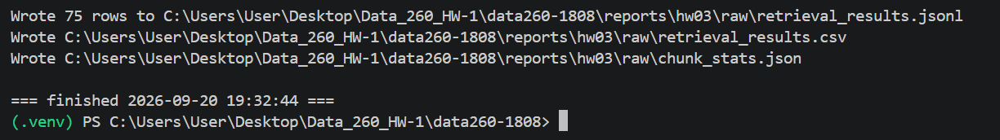 Wrote 75 rows to C:\Users\User\Desktop\Data_260_HW-1\data260-1808\reports\hw03\raw\retrieval_results.jsonl
Wrote C:\Users\User\Desktop\Data_260_HW-1\data260-1808\reports\hw03\raw\retrieval_results.csv
Wrote C:\Users\User\Desktop\Data_260_HW-1\data260-1808\reports\hw03\raw\chunk_stats.json
=== finished 2026-09-20 19:32:44 ===
(.venv) PS C:\Users\User\Desktop\Data_260_HW-1\data260-1808>